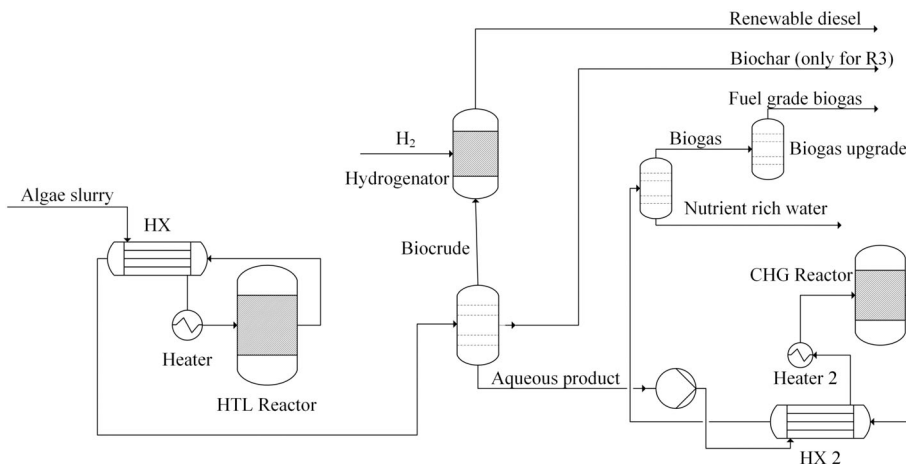 Renewable diesel
Biochar (only for R3)
Fuel grade biogas
H₂
Biogas
Biogas upgrade
Hydrogenator
Algae slurry
Nutrient rich water
HX
Biocrude
CHG Reactor
Heater
Heater 2
Aqueous product
HTL Reactor
HX 2